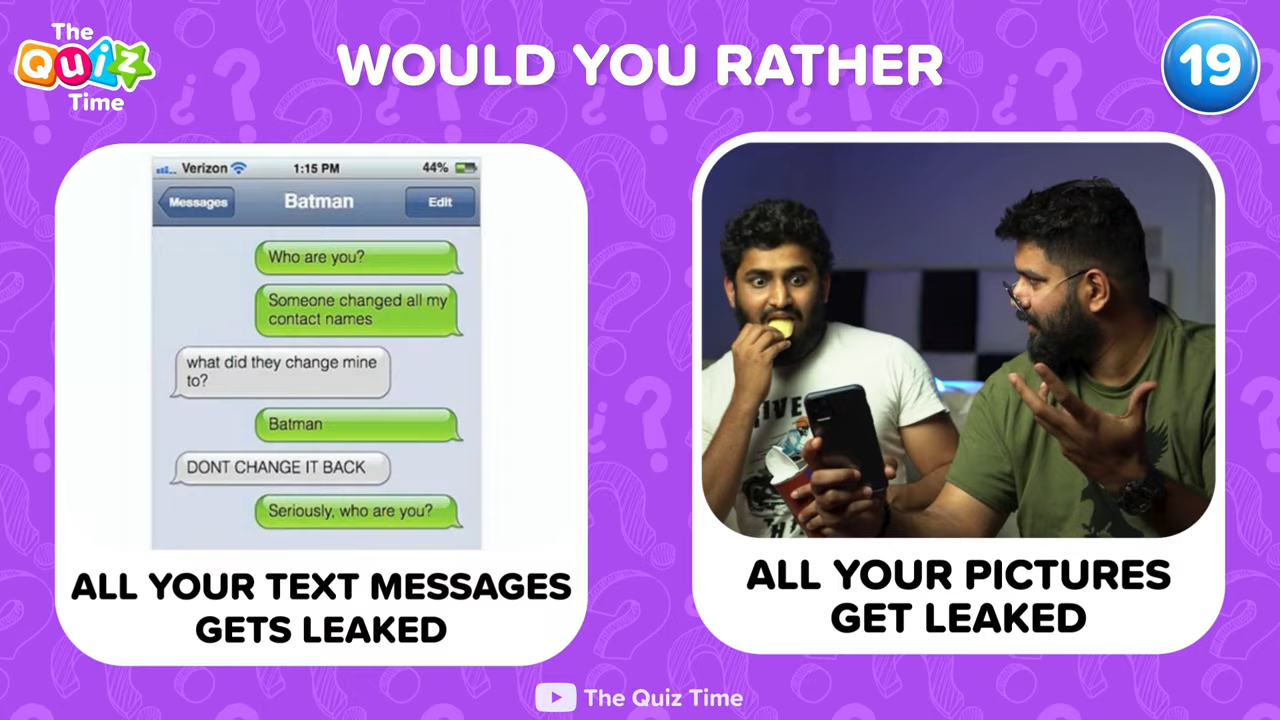 The
Quiz
Time
WOULD YOU RATHER
19
Verizon 1:15 PM 44%
Messages Batman Edit
Who are you?
Someone changed all my
contact names
what did they change mine
to?
Batman
DONT CHANGE IT BACK
Seriously, who are you?
ALL YOUR TEXT MESSAGES
GETS LEAKED
ALL YOUR PICTURES
GET LEAKED
The Quiz Time